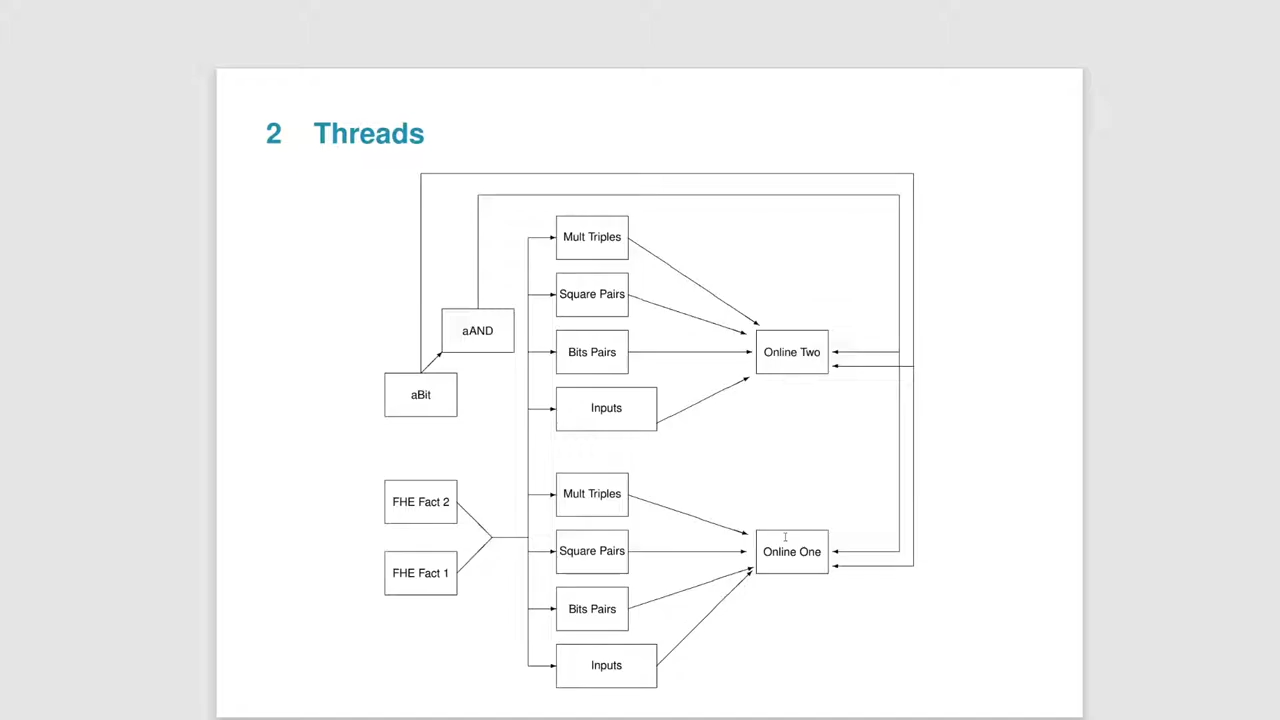 2 Threads
Mult Triples
Square Pairs
aAND
Bits Pairs
Online Two
aBit
Inputs
Mult Triples
FHE Fact 2
Square Pairs
Online One
FHE Fact 1
Bits Pairs
Inputs